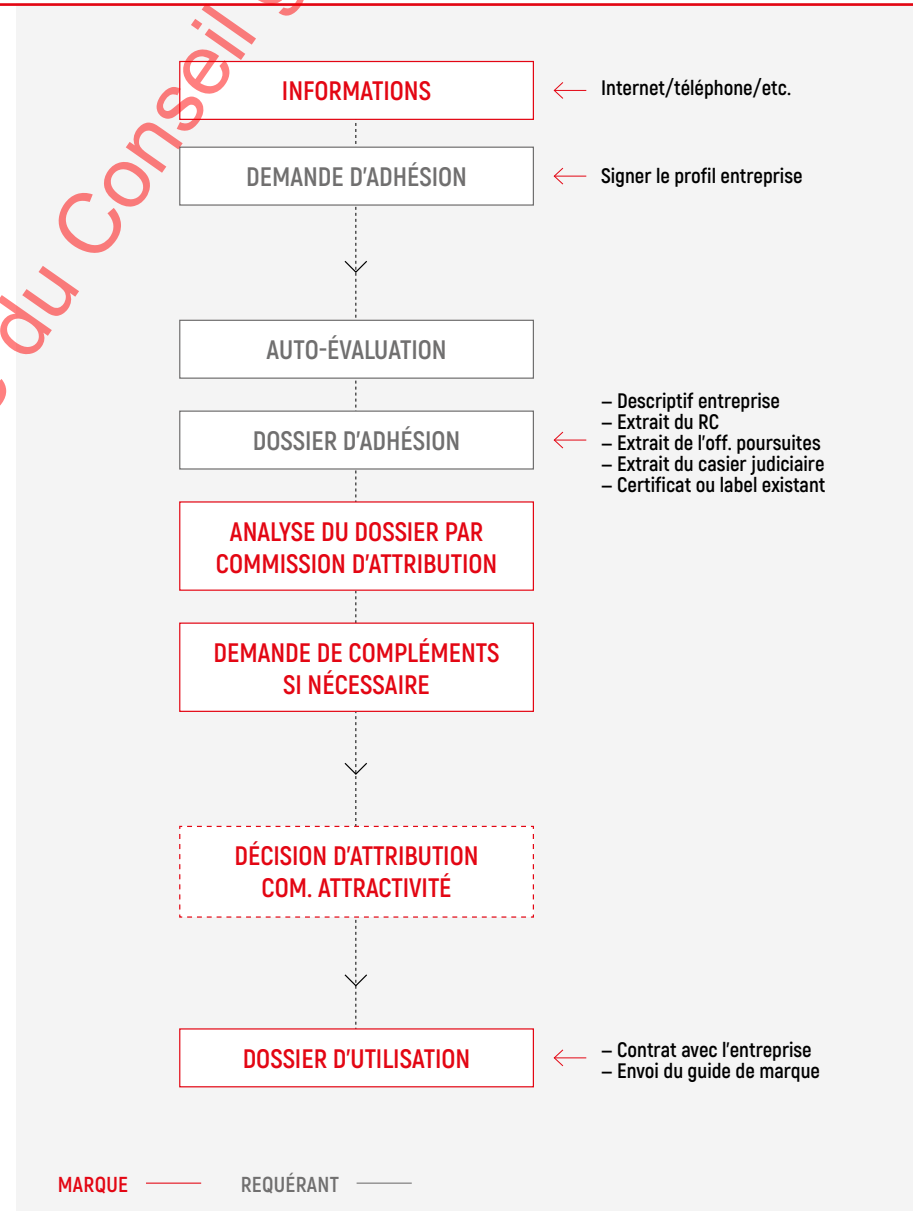 du Conseil
INFORMATIONS
Internet/téléphone/etc.
DEMANDE D'ADHÉSION
Signer le profil entreprise
AUTO-ÉVALUATION
DOSSIER D'ADHÉSION
– Descriptif entreprise
– Extrait du RC
– Extrait de l'off. poursuites
– Extrait du casier judiciaire
– Certificat ou label existant
ANALYSE DU DOSSIER PAR
COMMISSION D'ATTRIBUTION
DEMANDE DE COMPLÉMENTS
SI NÉCESSAIRE
DÉCISION D'ATTRIBUTION
COM. ATTRACTIVITÉ
DOSSIER D'UTILISATION
– Contrat avec l'entreprise
– Envoi du guide de marque
MARQUE
REQUÉRANT